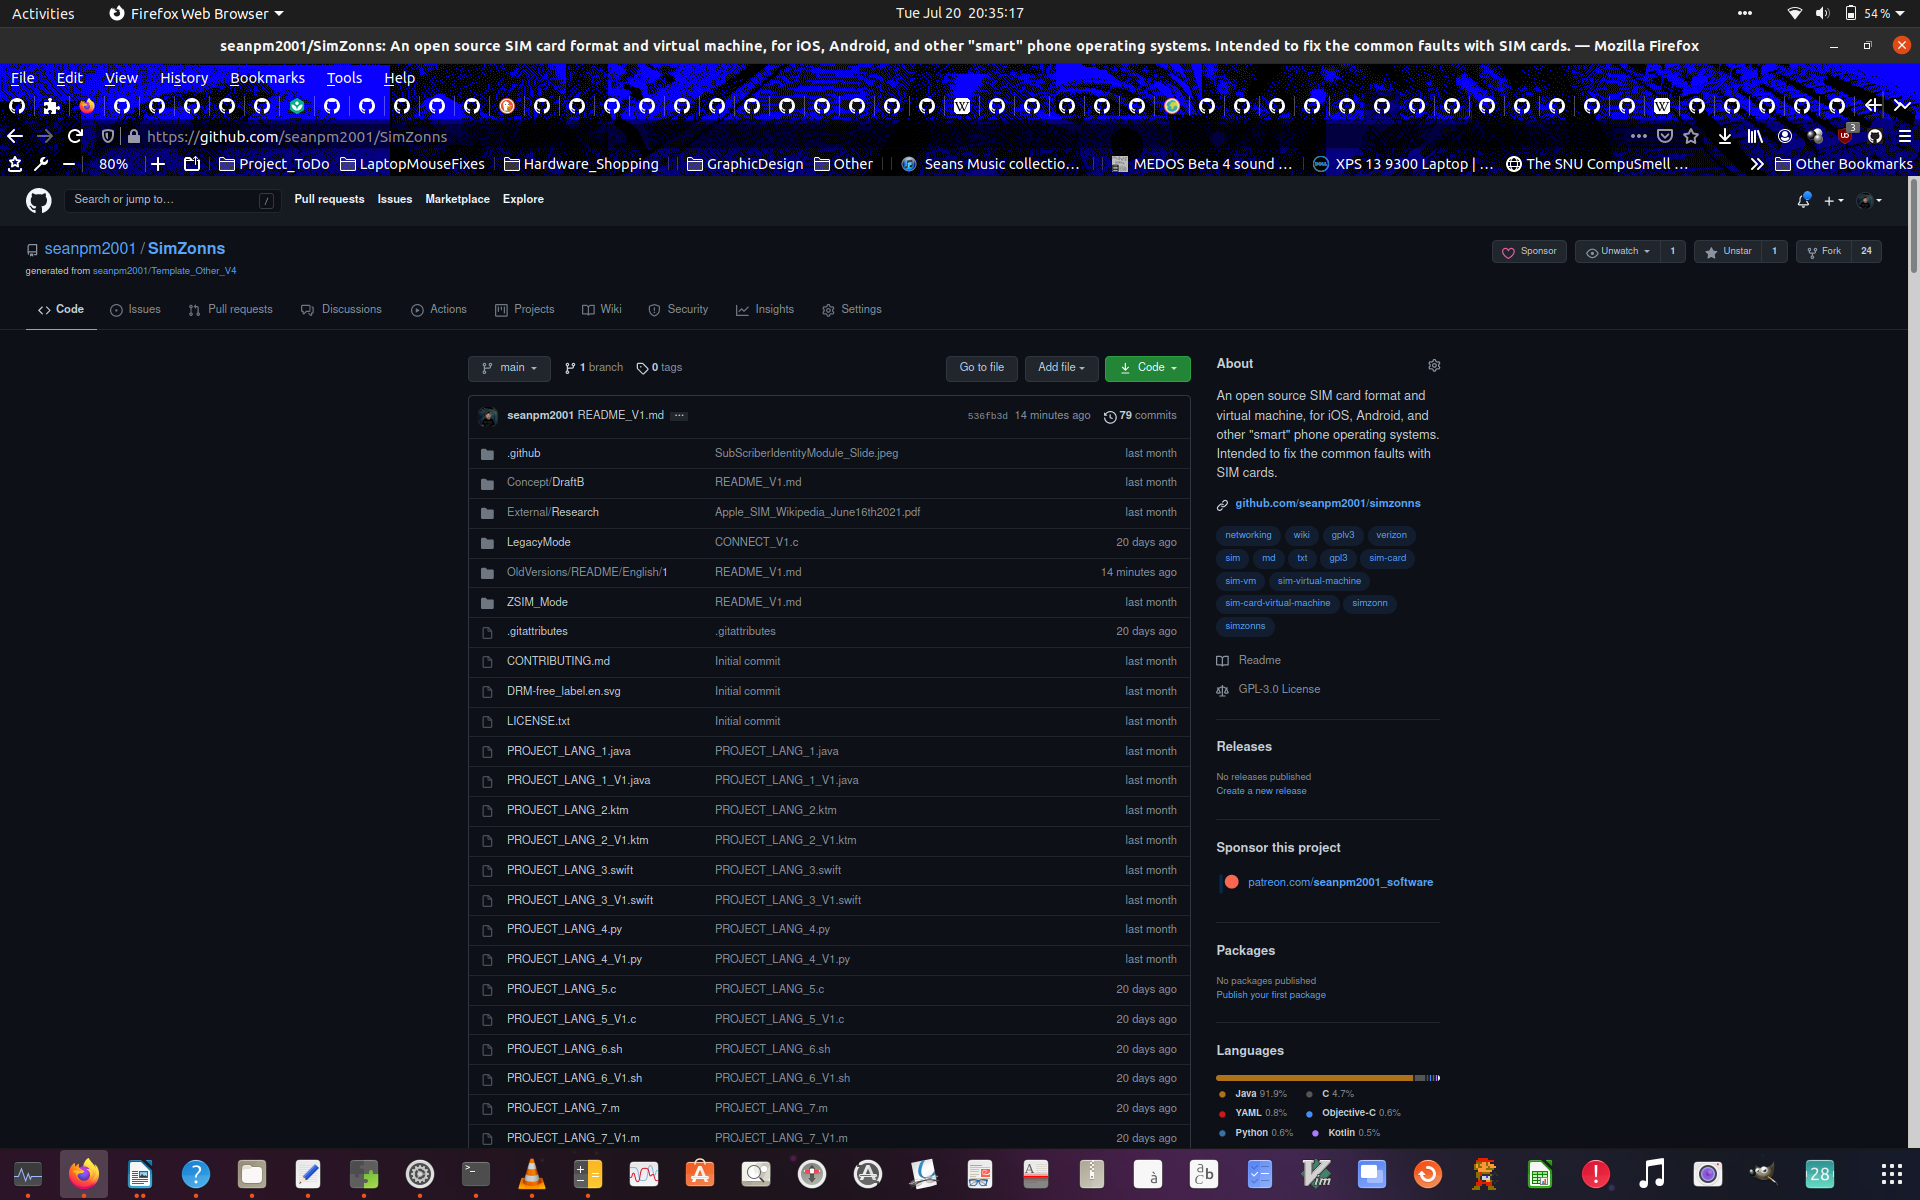 Activities Firefox Web Browser Tue Jul 20 20:35:17 54 %
seanpm2001/SimZonns: An open source SIM card format and virtual machine, for iOS, Android, and other "smart" phone operating systems. Intended to fix the common faults with SIM cards. — Mozilla Firefox
File Edit View History Bookmarks Tools Help
https://github.com/seanpm2001/SimZonns 3
80% Project_ToDo LaptopMouseFixes Hardware_Shopping GraphicDesign Other Seans Music collectio… MEDOS Beta 4 sound … XPS 13 9300 Laptop | … The SNU CompuSmell … Other Bookmarks
Search or jump to… / Pull requests Issues Marketplace Explore
seanpm2001 / SimZonns Sponsor Unwatch 1 Unstar 1 Fork 24
generated from seanpm2001/Template_Other_V4
Code Issues Pull requests Discussions Actions Projects Wiki Security Insights Settings
main 1 branch 0 tags Go to file Add file Code
seanpm2001 README_V1.md ... 536fb3d 14 minutes ago 79 commits
.github SubScriberIdentityModule_Slide.jpeg last month
Concept/DraftB README_V1.md last month
External/Research Apple_SIM_Wikipedia_June16th2021.pdf last month
LegacyMode CONNECT_V1.c 20 days ago
OldVersions/README/English/1 README_V1.md 14 minutes ago
ZSIM_Mode README_V1.md last month
.gitattributes .gitattributes 20 days ago
CONTRIBUTING.md Initial commit last month
DRM-free_label.en.svg Initial commit last month
LICENSE.txt Initial commit last month
PROJECT_LANG_1.java PROJECT_LANG_1.java last month
PROJECT_LANG_1_V1.java PROJECT_LANG_1_V1.java last month
PROJECT_LANG_2.ktm PROJECT_LANG_2.ktm last month
PROJECT_LANG_2_V1.ktm PROJECT_LANG_2_V1.ktm last month
PROJECT_LANG_3.swift PROJECT_LANG_3.swift last month
PROJECT_LANG_3_V1.swift PROJECT_LANG_3_V1.swift last month
PROJECT_LANG_4.py PROJECT_LANG_4.py last month
PROJECT_LANG_4_V1.py PROJECT_LANG_4_V1.py last month
PROJECT_LANG_5.c PROJECT_LANG_5.c 20 days ago
PROJECT_LANG_5_V1.c PROJECT_LANG_5_V1.c 20 days ago
PROJECT_LANG_6.sh PROJECT_LANG_6.sh 20 days ago
PROJECT_LANG_6_V1.sh PROJECT_LANG_6_V1.sh 20 days ago
PROJECT_LANG_7.m PROJECT_LANG_7.m 20 days ago
PROJECT_LANG_7_V1.m PROJECT_LANG_7_V1.m 20 days ago
About
An open source SIM card format and
virtual machine, for iOS, Android, and
other "smart" phone operating systems.
Intended to fix the common faults with
SIM cards.
github.com/seanpm2001/simzonns
networking wiki gplv3 verizon
sim md txt gpl3 sim-card
sim-vm sim-virtual-machine
sim-card-virtual-machine simzonn
simzonns
Readme
GPL-3.0 License
Releases
No releases published
Create a new release
Sponsor this project
patreon.com/seanpm2001_software
Packages
No packages published
Publish your first package
Languages
Java 91.9% C 4.7%
YAML 0.8% Objective-C 0.6%
Python 0.6% Kotlin 0.5%
28